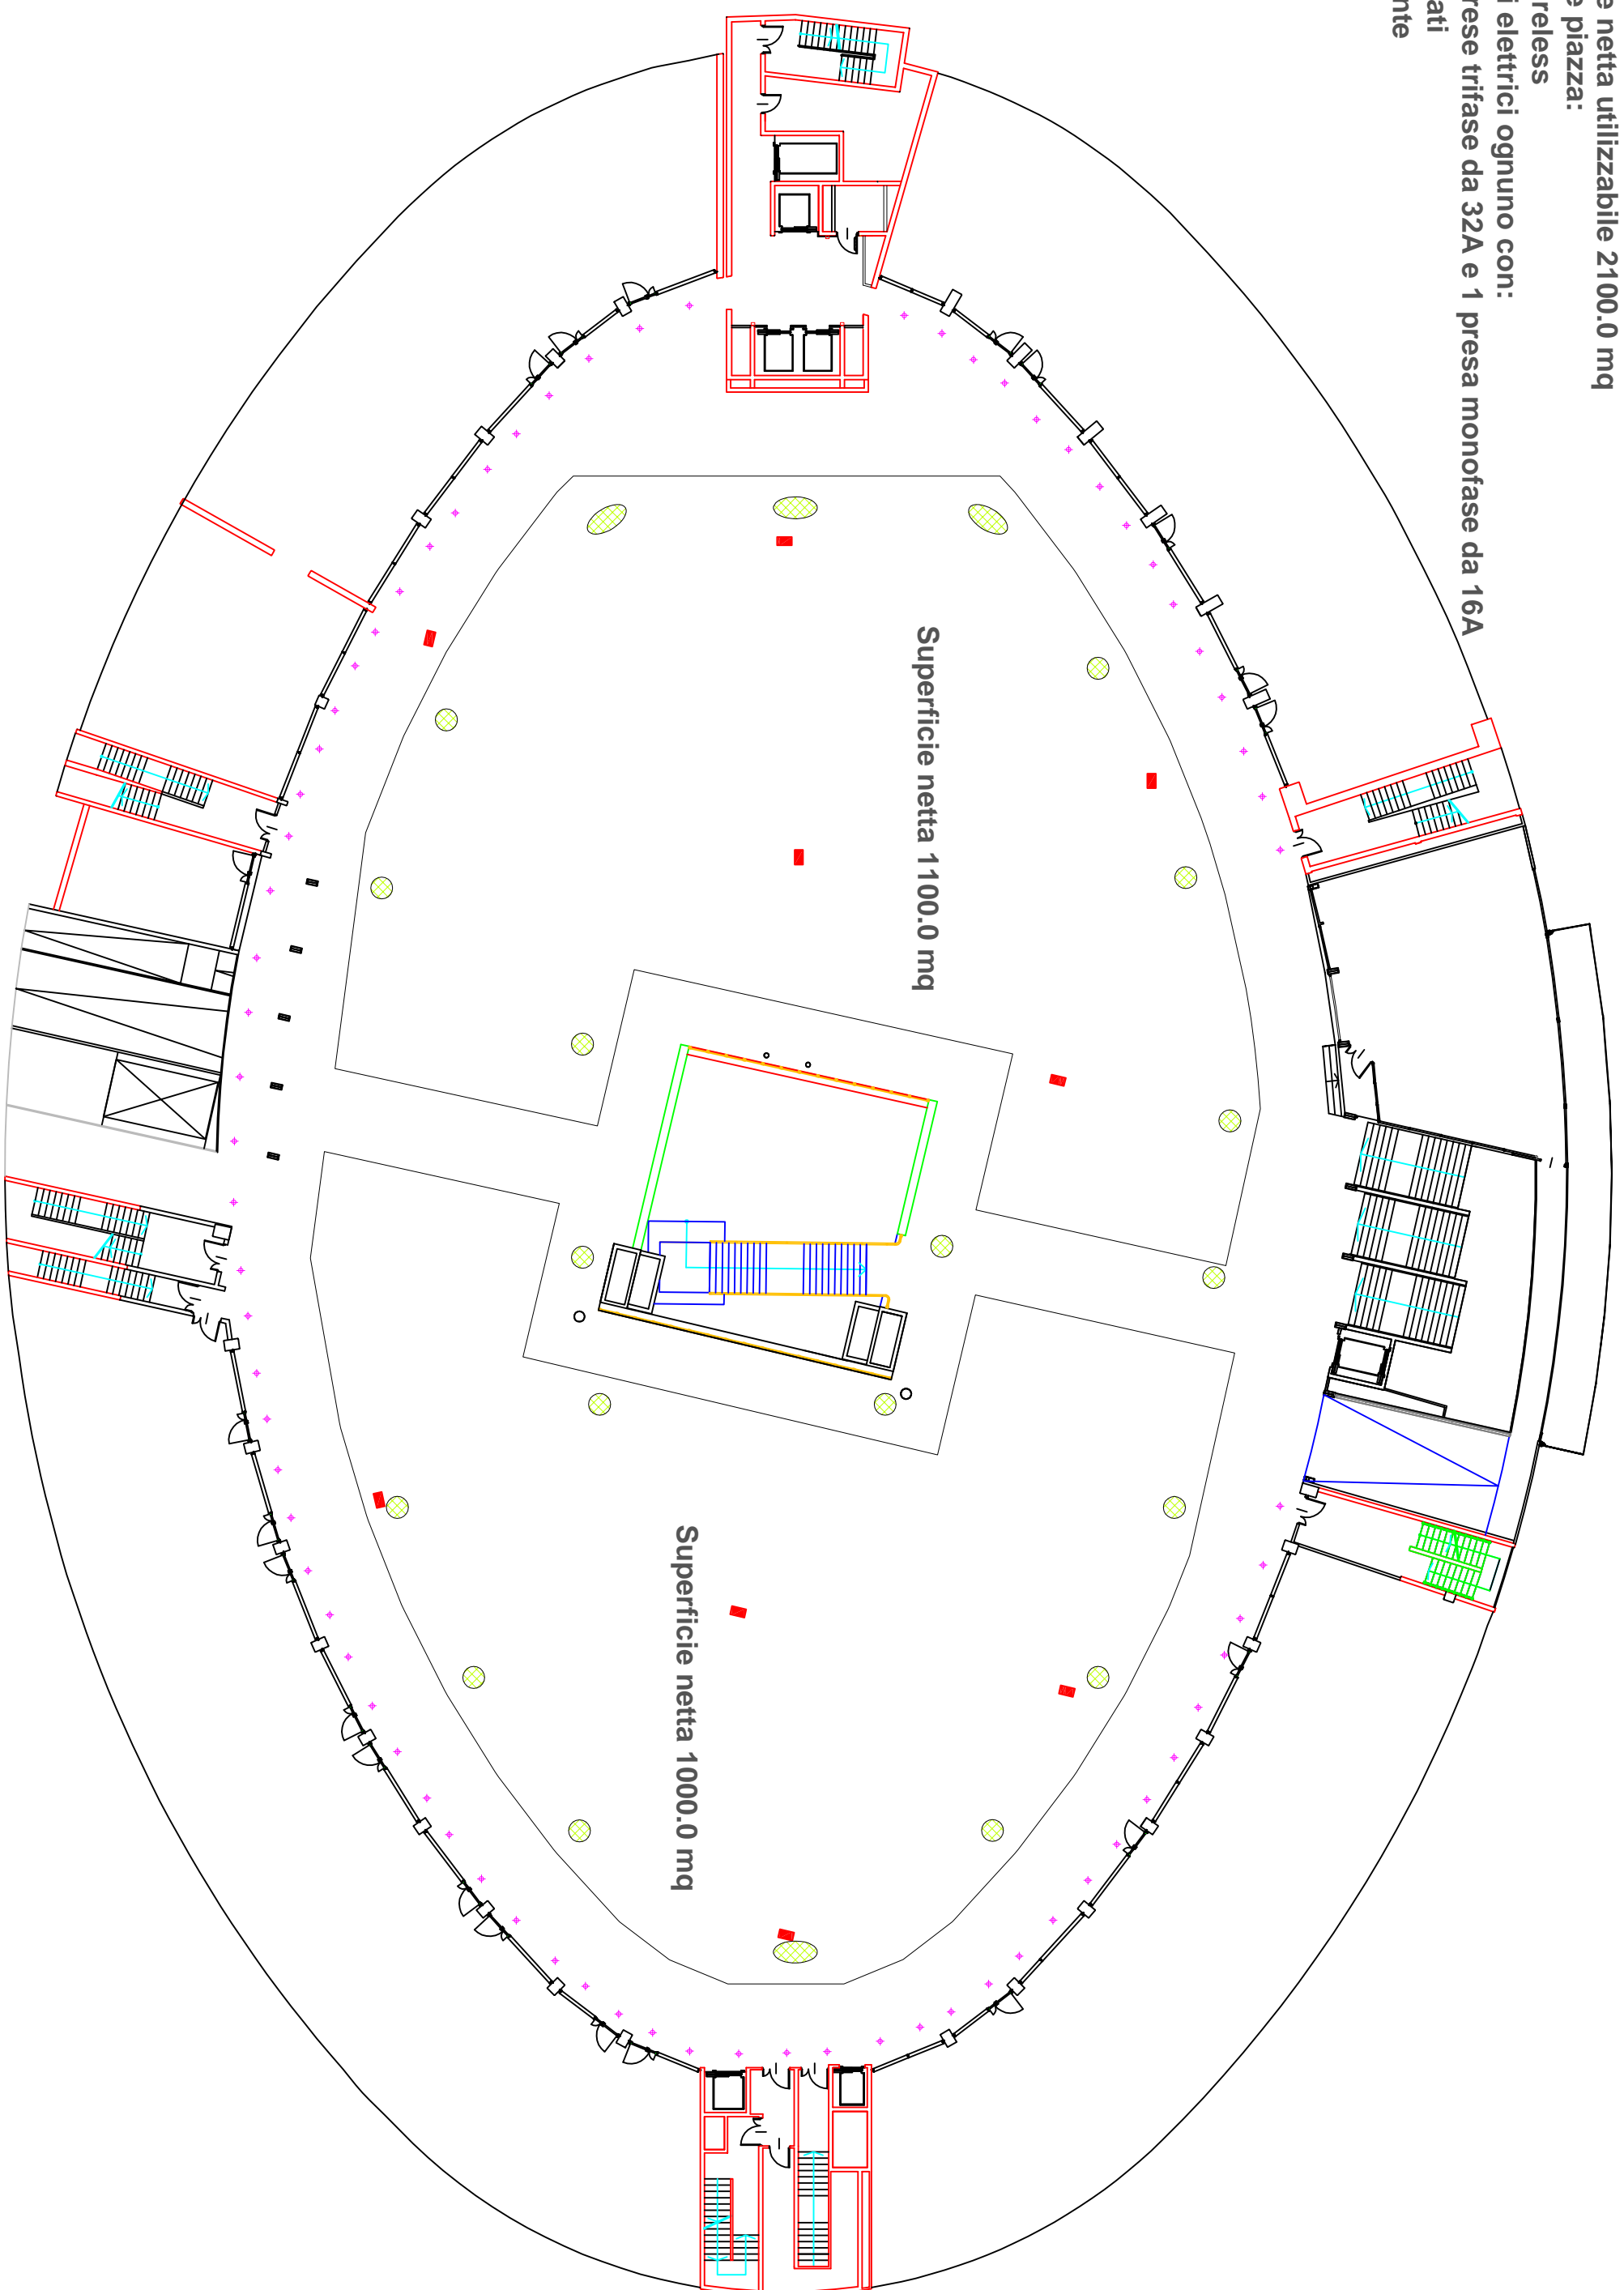 e netta utilizzabile 2100.0 mq
e piazza:
reless
i elettrici ognuno con:
rese trifase da 32A e 1 presa monofase da 16A
ati
nte
Superficie netta 1100.0 mq
Superficie netta 1000.0 mq